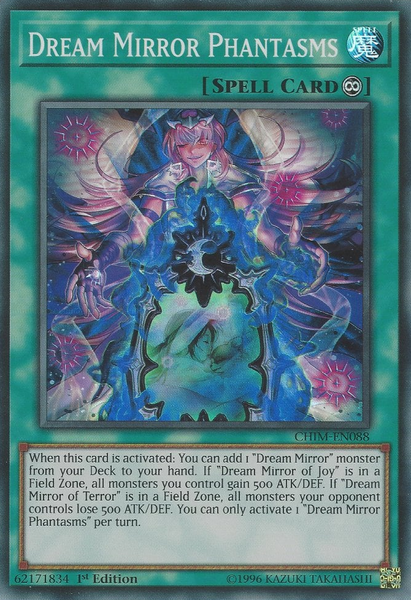 DREAM MIRROR PHANTASMS
SPELL
魔
[SPELL CARD]
CHIM-EN088
When this card is activated: You can add 1 "Dream Mirror" monster
from your Deck to your hand. If "Dream Mirror of Joy" is in a
Field Zone, all monsters you control gain 500 ATK/DEF. If "Dream
Mirror of Terror" is in a Field Zone, all monsters your opponent
controls lose 500 ATK/DEF. You can only activate 1 "Dream Mirror
Phantasms" per turn.
62171834 1st Edition ©1996 KAZUKI TAKAHASHI